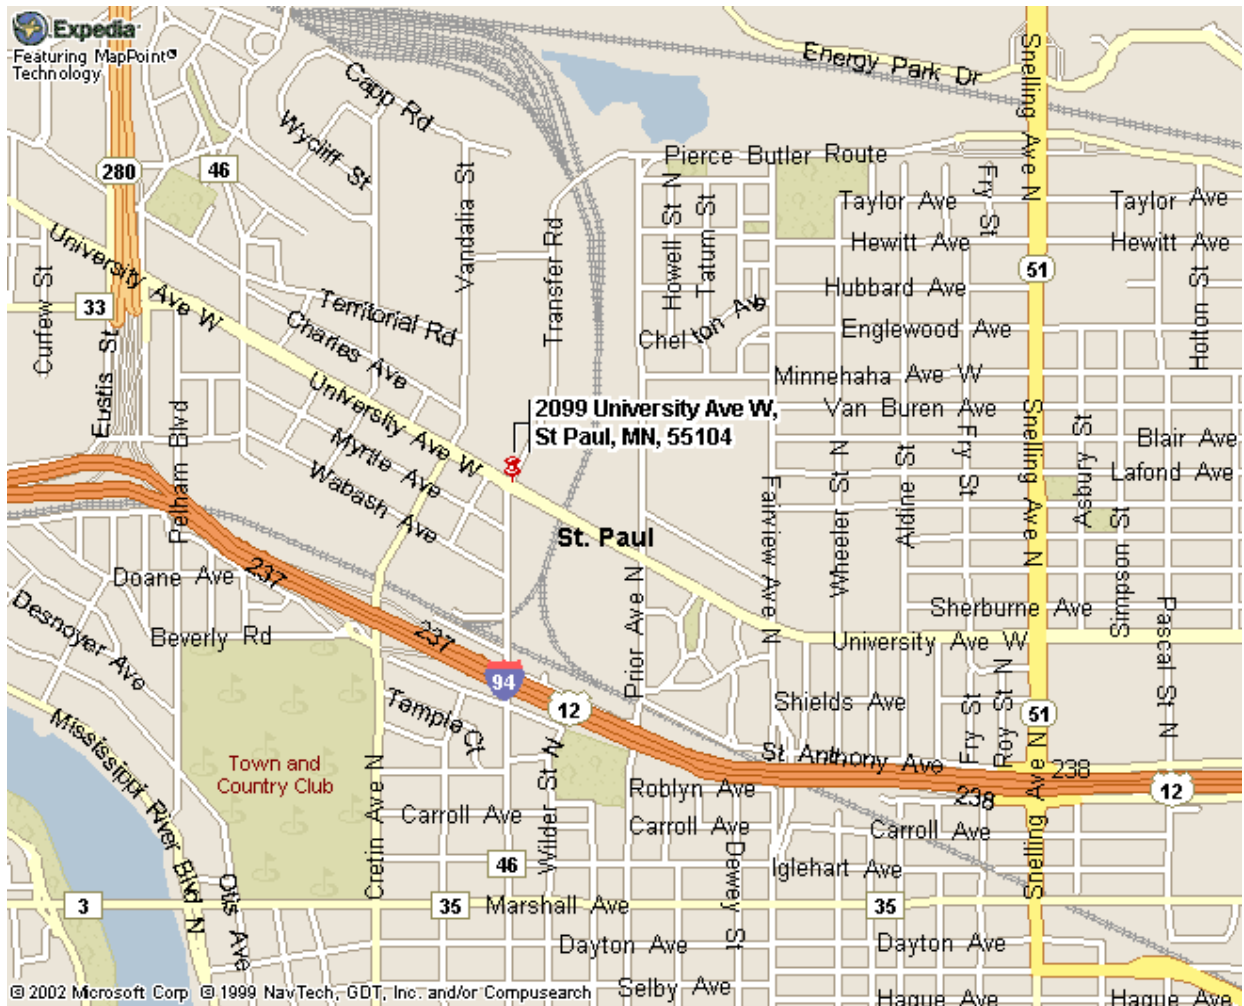 Expedia
Featuring MapPoint®
Technology
Energy Park Dr
Snelling Ave N
Capp Rd
Wycliff St
280
46
Vandalia St
Pierce Butler Route
Fry St
Taylor Ave
Taylor Ave
Howell St N
Tatum St
Transfer Rd
University Ave W
Hewitt Ave
Hewitt Ave
51
Curfew St
33
Territorial Rd
Hubbard Ave
Holton St
Charles Ave
Chelton Ave
Englewood Ave
Eustis St
Minnehaha Ave W
University Ave W
2099 University Ave W,
St Paul, MN, 55104
Van Buren Ave
Fry St
Snelling Ave N
Asbury St
Blair Ave
Pelham Blvd
Myrtle Ave
Wabash Ave
Lafond Ave
Fairview Ave N
Wheeler St N
Aldine St
Simpson St
St. Paul
Doane Ave
237
Prior Ave N
Sherburne Ave
Pascal St N
Desnoyer Ave
Beverly Rd
237
University Ave W
94
12
Temple Ct
Shields Ave
Fry St
Roy St N
51
Mississippi River Blvd N
Town and
Country Club
St Anthony Ave
238
238
12
Cretin Ave N
Wilder St N
Roblyn Ave
Carroll Ave
Carroll Ave
Carroll Ave
Snelling Ave N
46
Dewey St
Iglehart Ave
Otis Ave
3
35
Marshall Ave
35
Dayton Ave
Dayton Ave
Selby Ave
Hague Ave
Hague Ave
© 2002 Microsoft Corp © 1999 NavTech, GDT, Inc. and/or Compusearch